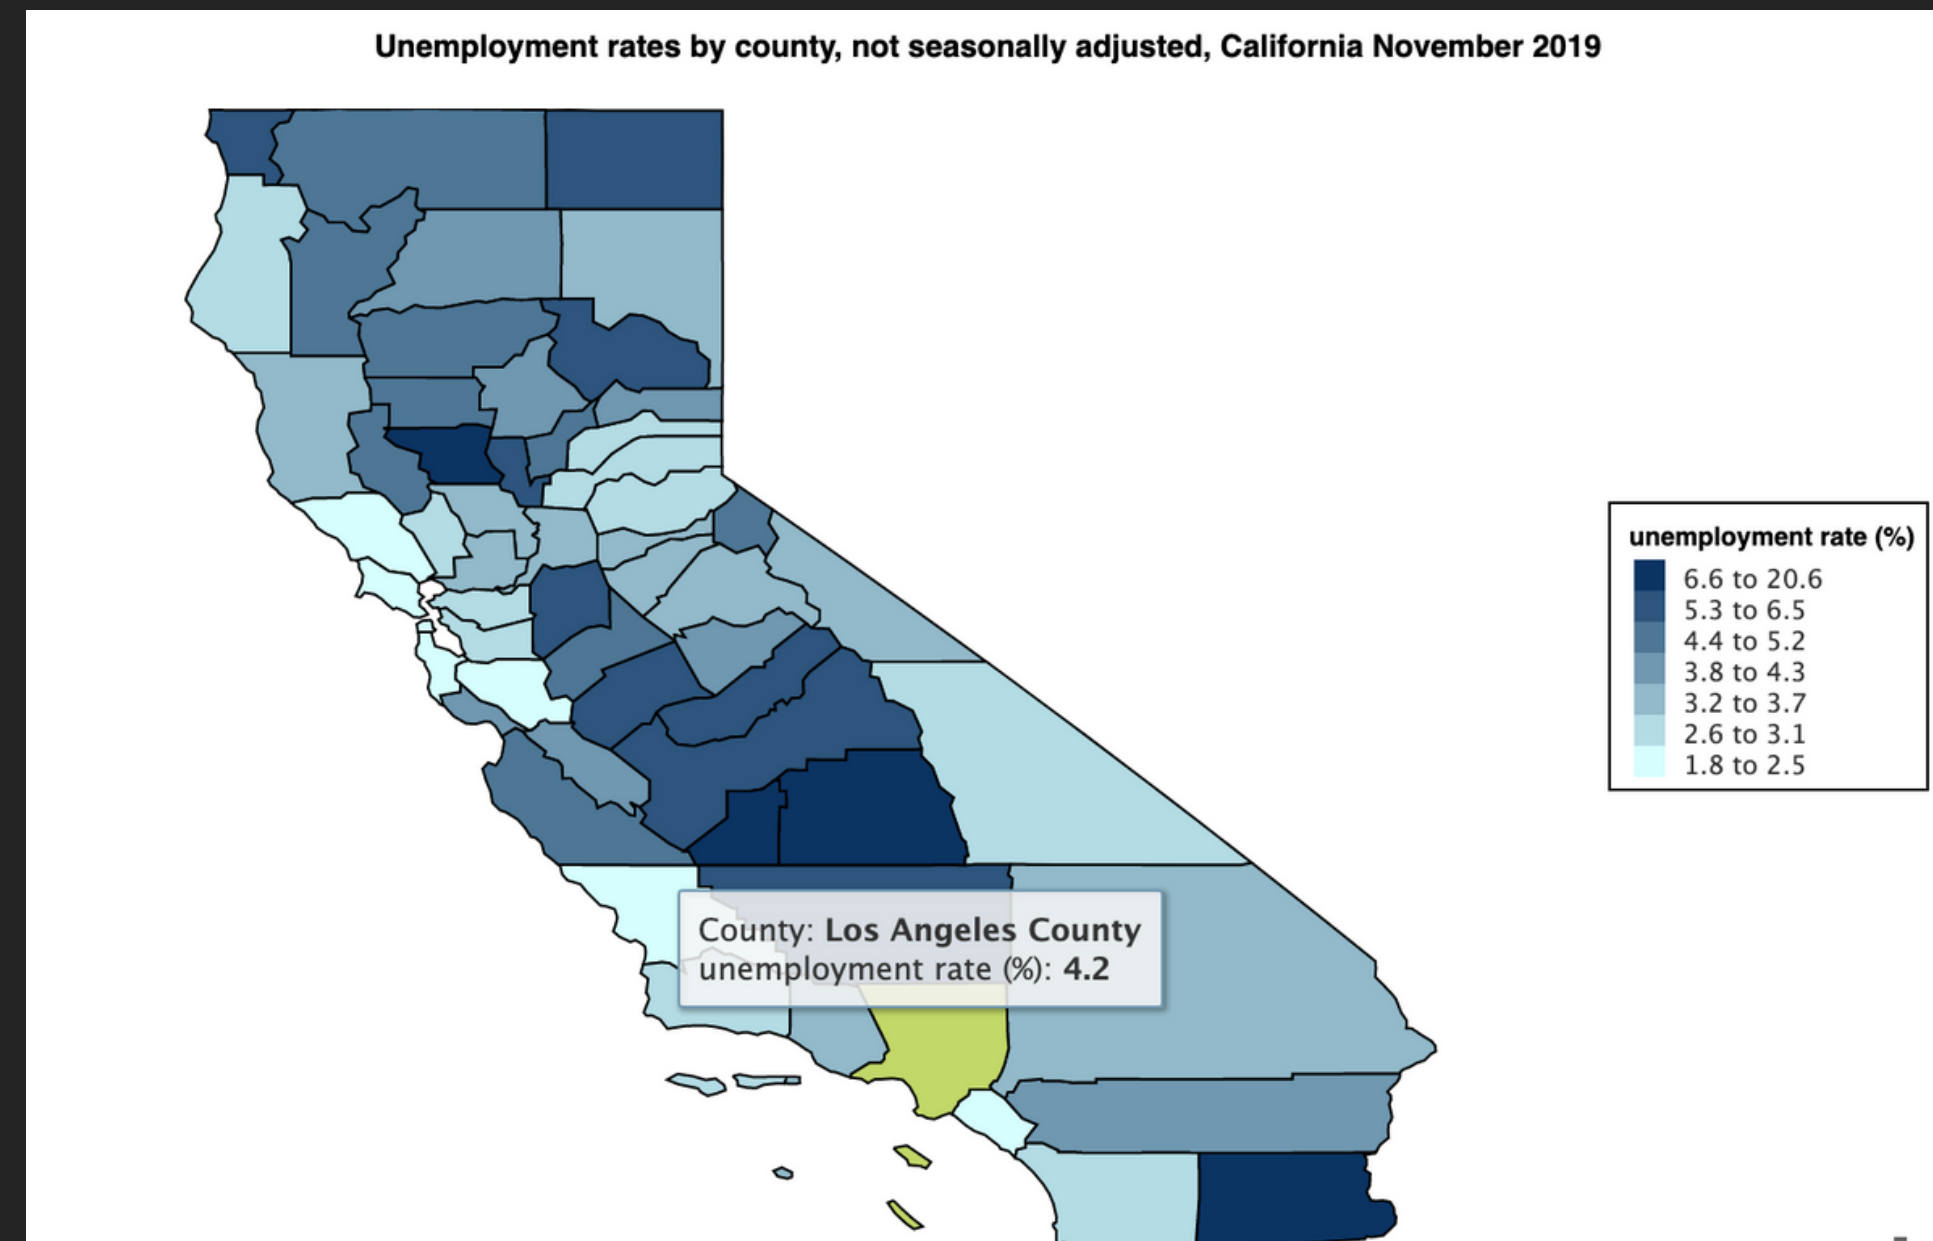 Unemployment rates by county, not seasonally adjusted, California November 2019
County: Los Angeles County
unemployment rate (%): 4.2
unemployment rate (%)
6.6 to 20.6
5.3 to 6.5
4.4 to 5.2
3.8 to 4.3
3.2 to 3.7
2.6 to 3.1
1.8 to 2.5